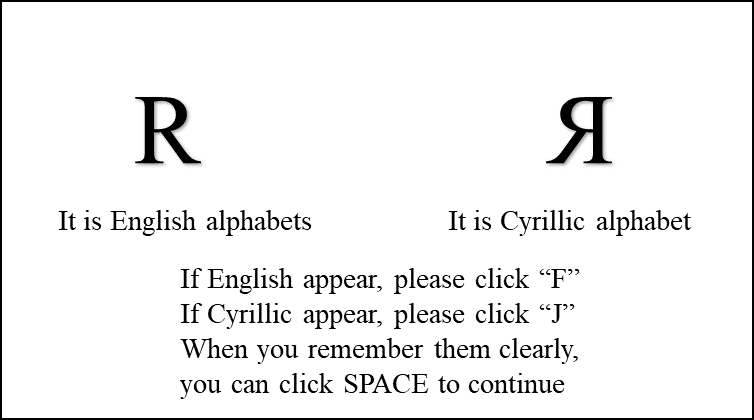 R Я
It is English alphabets It is Cyrillic alphabet
If English appear, please click “F”
If Cyrillic appear, please click “J”
When you remember them clearly,
you can click SPACE to continue